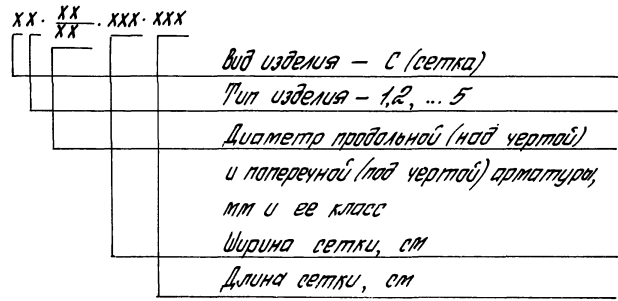 XX · XX/XX · XXX · XXX
Вид изделия – С (сетка)
Тип изделия – 1,2, ... 5
Диаметр продольной (над чертой)
и поперечной (под чертой) арматуры,
мм и ее класс
Ширина сетки, см
Длина сетки, см